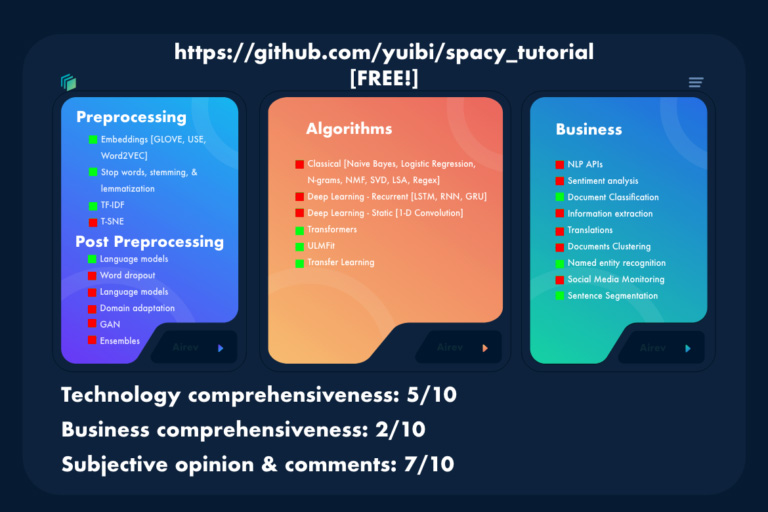 https://github.com/yuibi/spacy_tutorial
[FREE!]
Preprocessing
Embeddings [GLOVE, USE,
Word2VEC]
Stop words, stemming, &
lemmatization
TF-IDF
T-SNE
Post Preprocessing
Language models
Word dropout
Language models
Domain adaptation
GAN
Ensembles
Airev
Algorithms
Classical [Naive Bayes, Logistic Regression,
N-grams, NMF, SVD, LSA, Regex]
Deep Learning - Recurrent [LSTM, RNN, GRU]
Deep Learning - Static [1-D Convolution]
Transformers
ULMFit
Transfer Learning
Airev
Business
NLP APIs
Sentiment analysis
Document Classification
Information extraction
Translations
Documents Clustering
Named entity recognition
Social Media Monitoring
Sentence Segmentation
Airev
Technology comprehensiveness: 5/10
Business comprehensiveness: 2/10
Subjective opinion & comments: 7/10